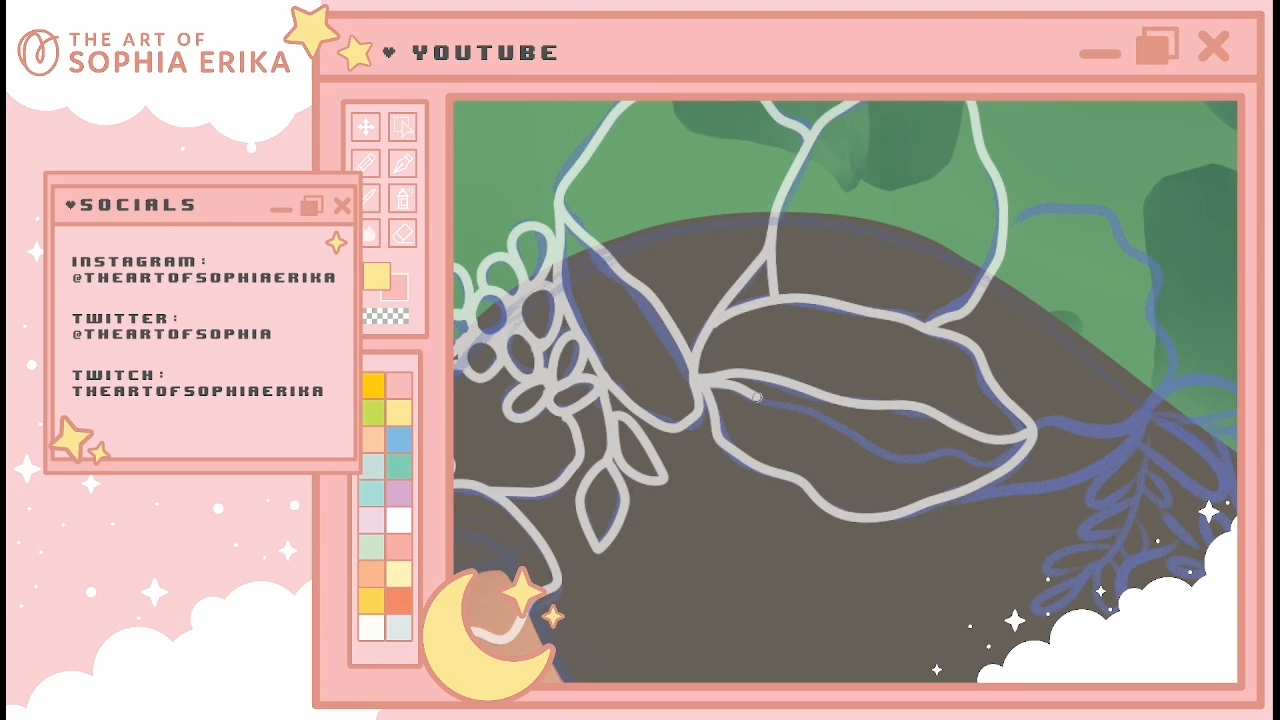 THE ART OF
SOPHIA ERIKA
♥ YOUTUBE
♥SOCIALS
INSTAGRAM:
@THEARTOFSOPHIAERIKA
TWITTER:
@THEARTOFSOPHIA
TWITCH:
THEARTOFSOPHIAERIKA